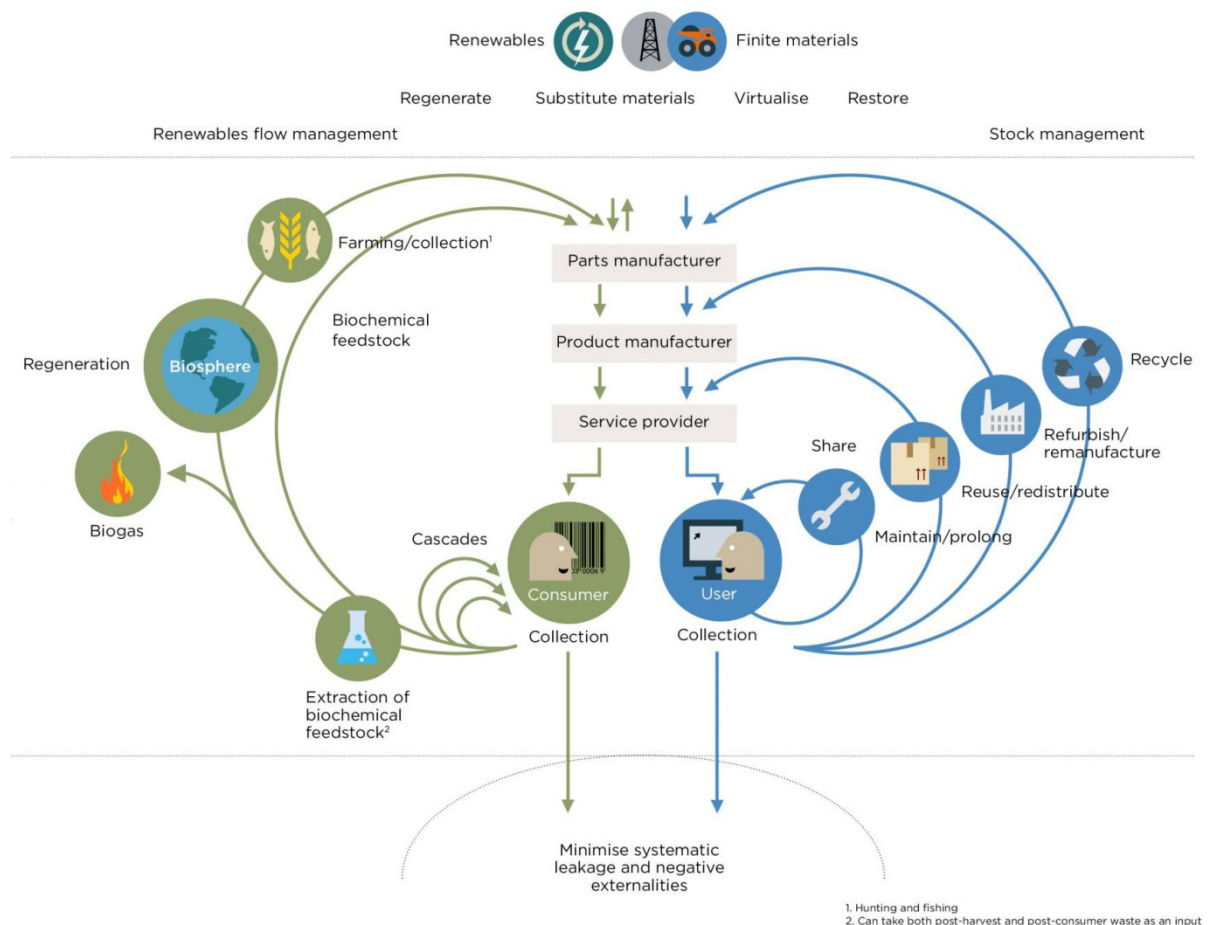 Renewables
Finite materials
Regenerate
Substitute materials
Virtualise
Restore
Renewables flow management
Stock management
Farming/collection¹
Parts manufacturer
Biochemical
feedstock
Regeneration
Biosphere
Product manufacturer
Recycle
Service provider
Share
Refurbish/
remanufacture
Reuse/redistribute
Biogas
Cascades
Maintain/prolong
03 0006 9
Consumer
User
Collection
Collection
Extraction of
biochemical
feedstock²
Minimise systematic
leakage and negative
externalities
1. Hunting and fishing
2. Can take both post-harvest and post-consumer waste as an input